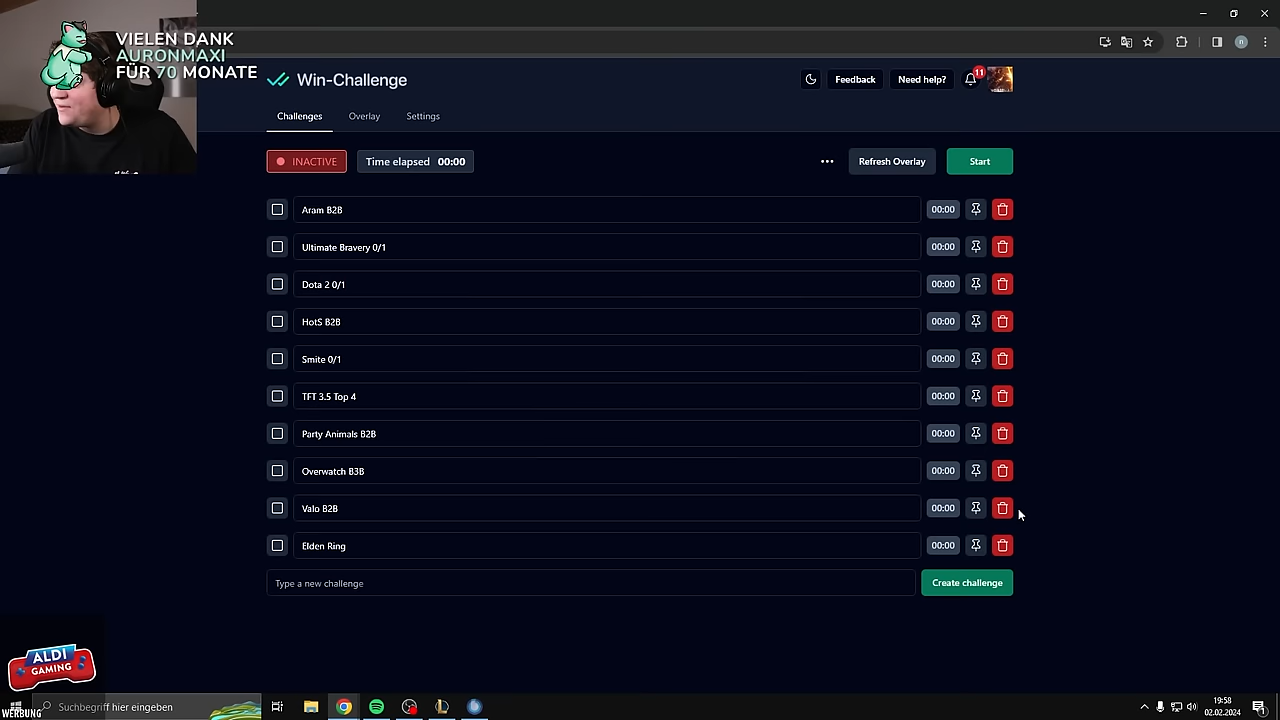 VIELEN DANK
AURONMAXI
FÜR 70 MONATE
Win-Challenge
Feedback
Need help?
11
n
Challenges
Overlay
Settings
INACTIVE
Time elapsed 00:00
Refresh Overlay
Start
Aram B2B
00:00
Ultimate Bravery 0/1
00:00
Dota 2 0/1
00:00
HotS B2B
00:00
Smite 0/1
00:00
TFT 3.5 Top 4
00:00
Party Animals B2B
00:00
Overwatch B3B
00:00
Valo B2B
00:00
Elden Ring
00:00
Type a new challenge
Create challenge
ALDI
GAMING
WERBUNG
Suchbegriff hier eingeben
19:58
02.02.2024